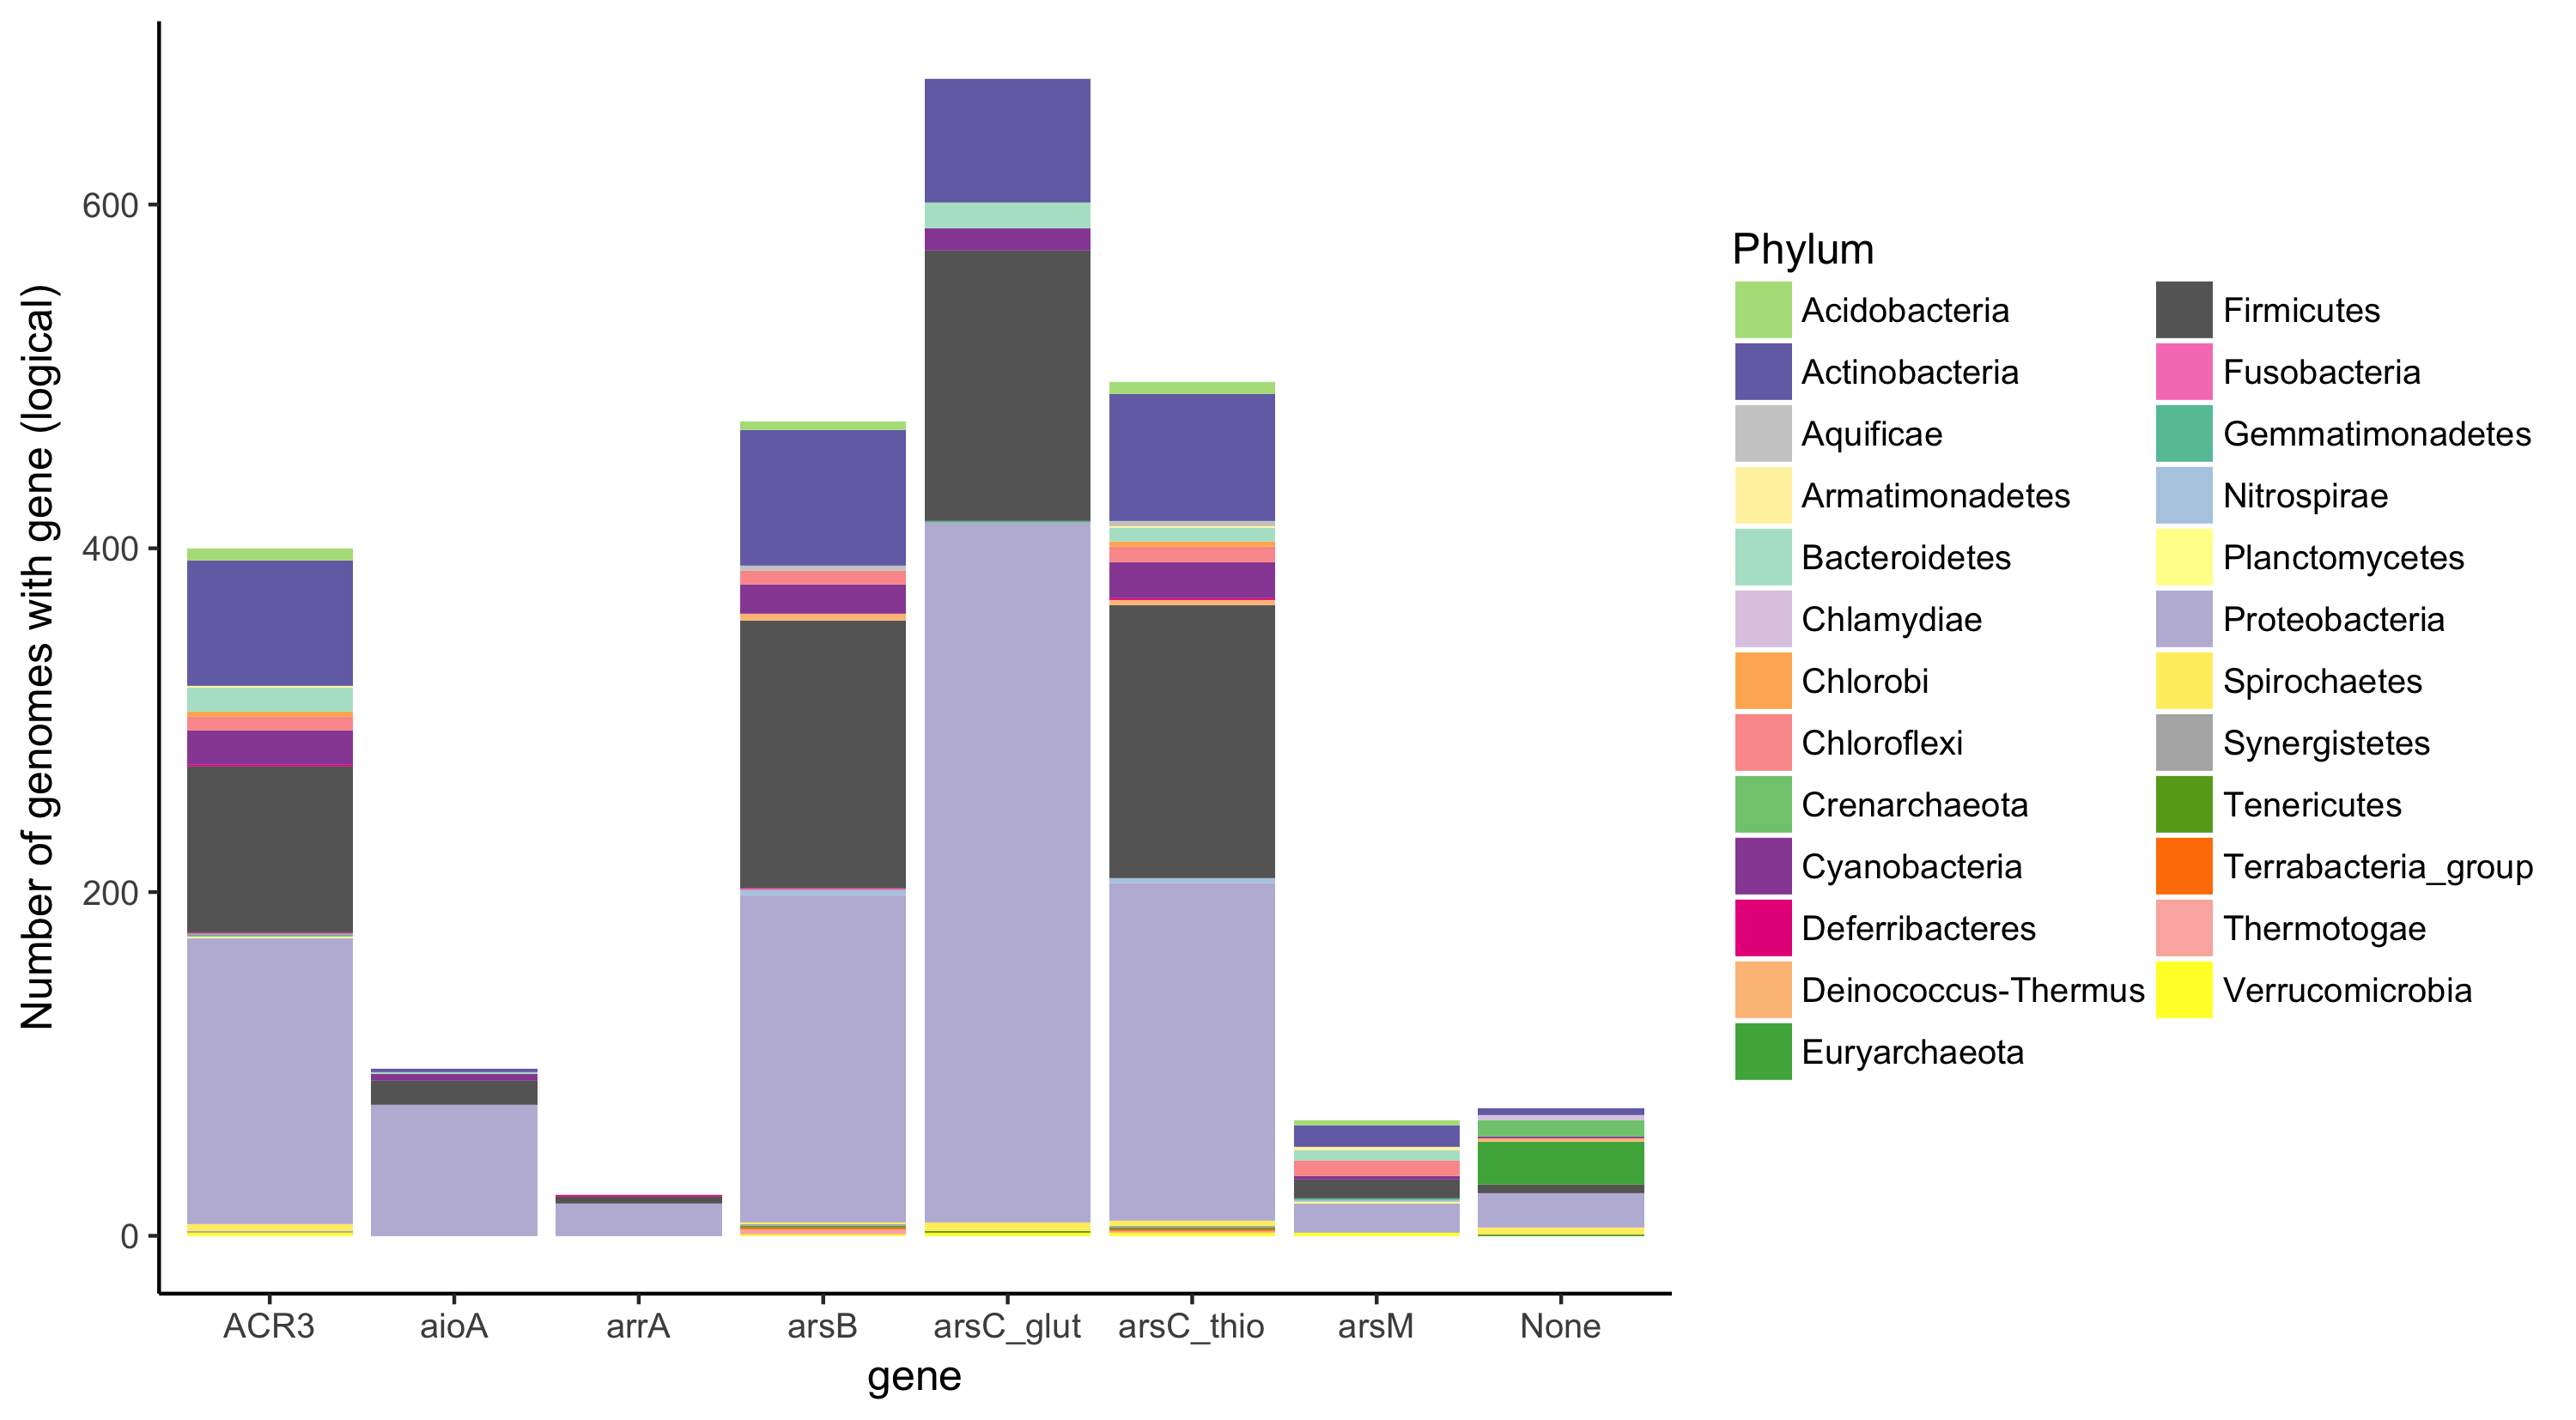 Number of genomes with gene (logical)
600
400
200
0
ACR3
aioA
arrA
arsB
arsC_glut
arsC_thio
arsM
None
gene
Phylum
Acidobacteria
Actinobacteria
Aquificae
Armatimonadetes
Bacteroidetes
Chlamydiae
Chlorobi
Chloroflexi
Crenarchaeota
Cyanobacteria
Deferribacteres
Deinococcus-Thermus
Euryarchaeota
Firmicutes
Fusobacteria
Gemmatimonadetes
Nitrospirae
Planctomycetes
Proteobacteria
Spirochaetes
Synergistetes
Tenericutes
Terrabacteria_group
Thermotogae
Verrucomicrobia